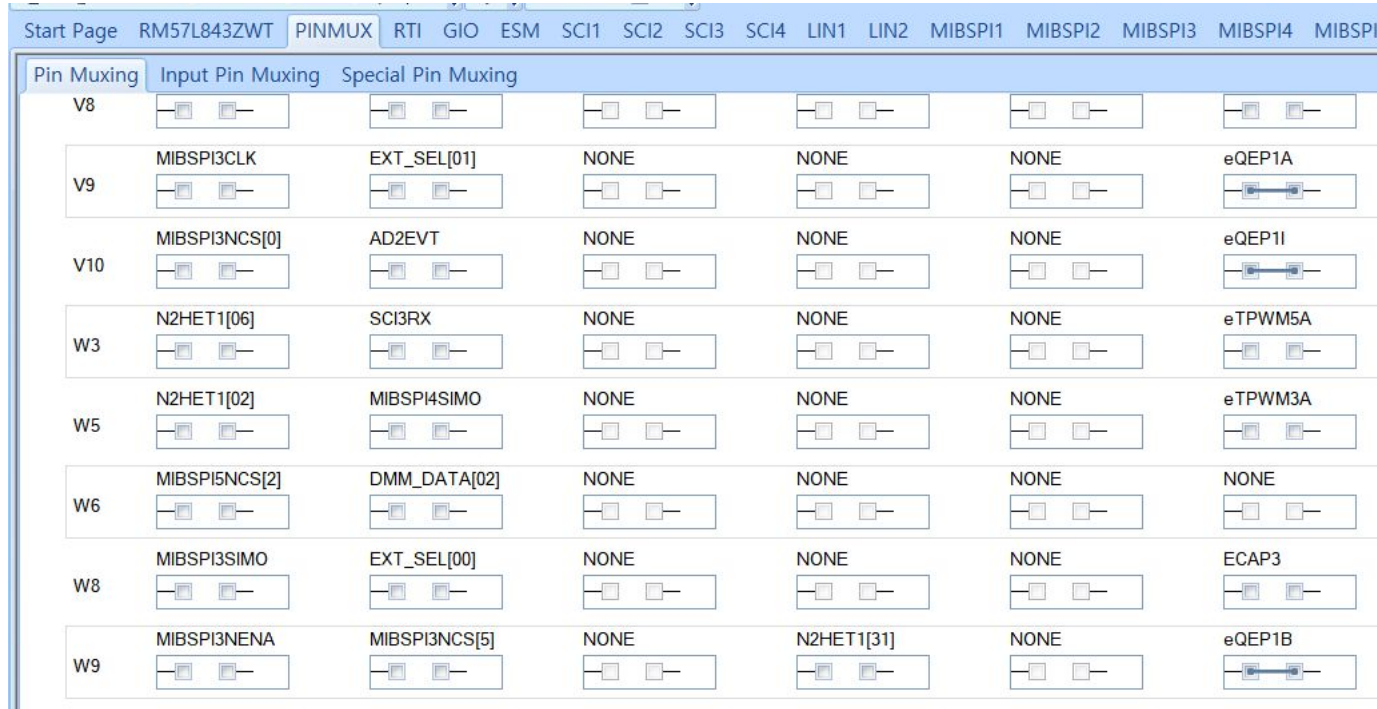 Start Page RM57L843ZWT PINMUX RTI GIO ESM SCI1 SCI2 SCI3 SCI4 LIN1 LIN2 MIBSPI1 MIBSPI2 MIBSPI3 MIBSPI4 MIBSPI
Pin Muxing Input Pin Muxing Special Pin Muxing
V8
MIBSPI3CLK EXT_SEL[01] NONE NONE NONE eQEP1A
V9
MIBSPI3NCS[0] AD2EVT NONE NONE NONE eQEP1I
V10
N2HET1[06] SCI3RX NONE NONE NONE eTPWM5A
W3
N2HET1[02] MIBSPI4SIMO NONE NONE NONE eTPWM3A
W5
MIBSPI5NCS[2] DMM_DATA[02] NONE NONE NONE NONE
W6
MIBSPI3SIMO EXT_SEL[00] NONE NONE NONE ECAP3
W8
MIBSPI3NENA MIBSPI3NCS[5] NONE N2HET1[31] NONE eQEP1B
W9